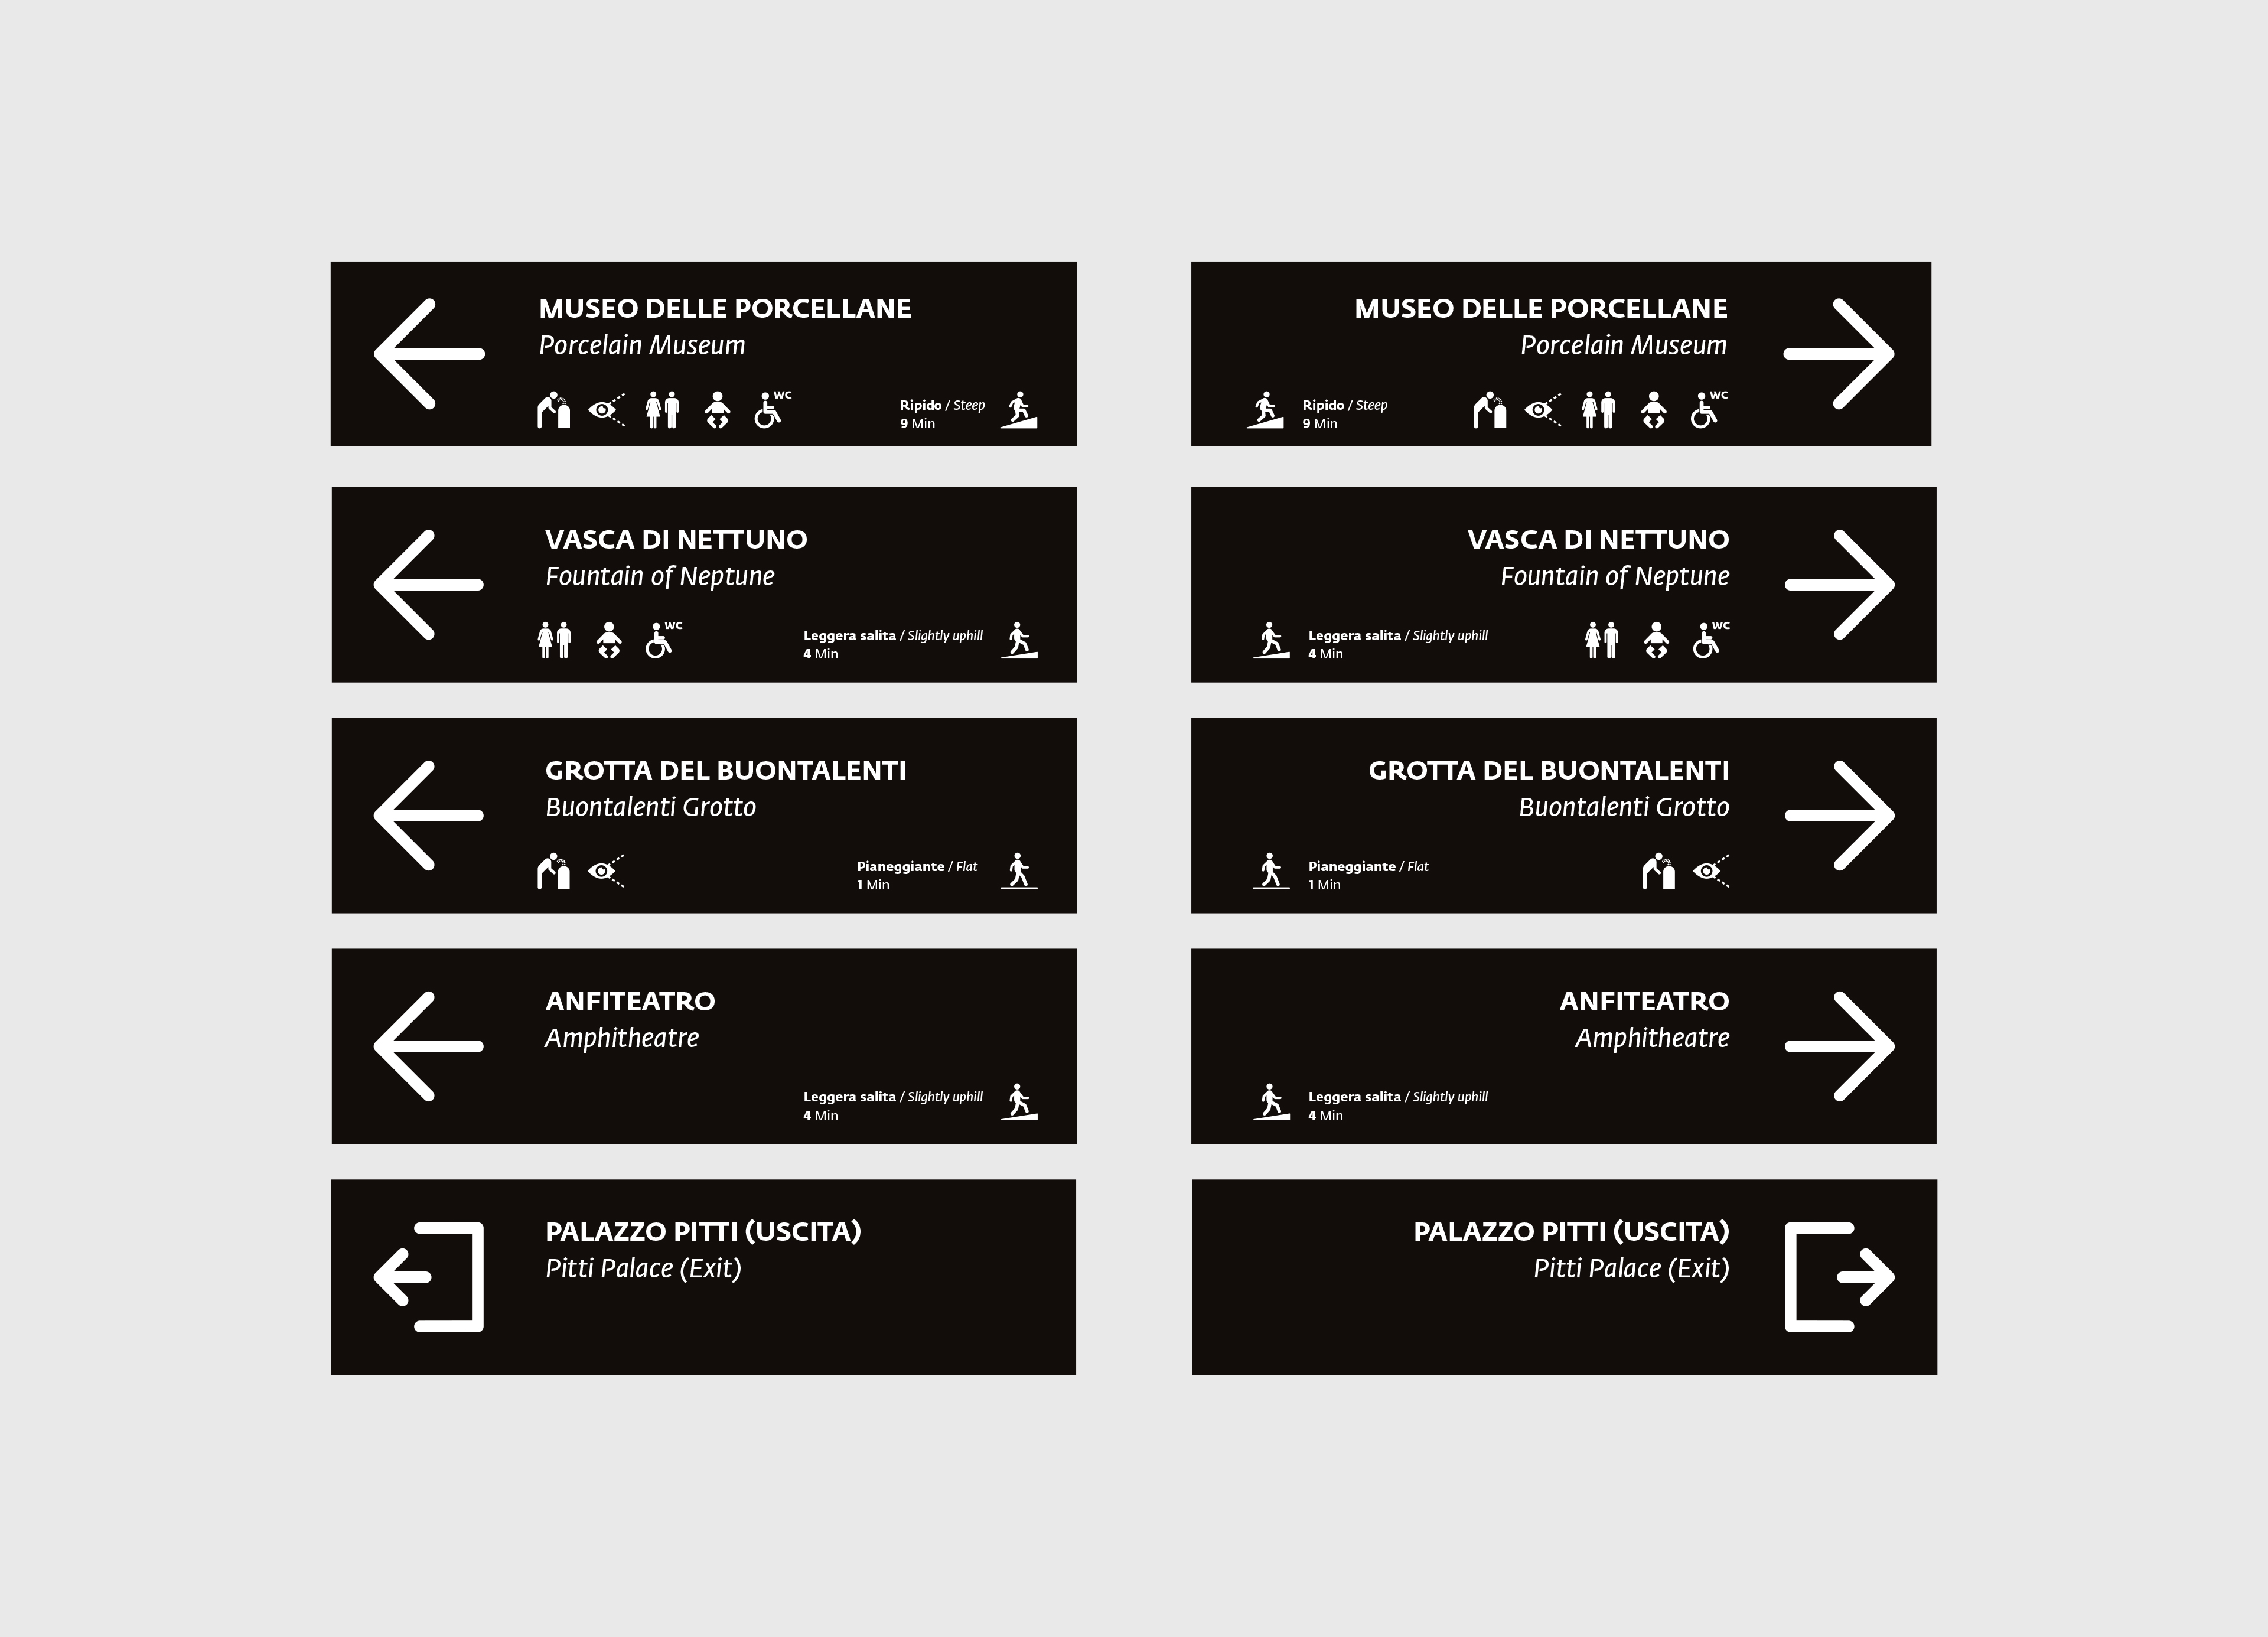 MUSEO DELLE PORCELLANE
Porcelain Museum
WC
Ripido / Steep
9 Min
MUSEO DELLE PORCELLANE
Porcelain Museum
Ripido / Steep
9 Min
WC
VASCA DI NETTUNO
Fountain of Neptune
WC
Leggera salita / Slightly uphill
4 Min
VASCA DI NETTUNO
Fountain of Neptune
Leggera salita / Slightly uphill
4 Min
WC
GROTTA DEL BUONTALENTI
Buontalenti Grotto
Pianeggiante / Flat
1 Min
GROTTA DEL BUONTALENTI
Buontalenti Grotto
Pianeggiante / Flat
1 Min
ANFITEATRO
Amphitheatre
Leggera salita / Slightly uphill
4 Min
ANFITEATRO
Amphitheatre
Leggera salita / Slightly uphill
4 Min
PALAZZO PITTI (USCITA)
Pitti Palace (Exit)
PALAZZO PITTI (USCITA)
Pitti Palace (Exit)